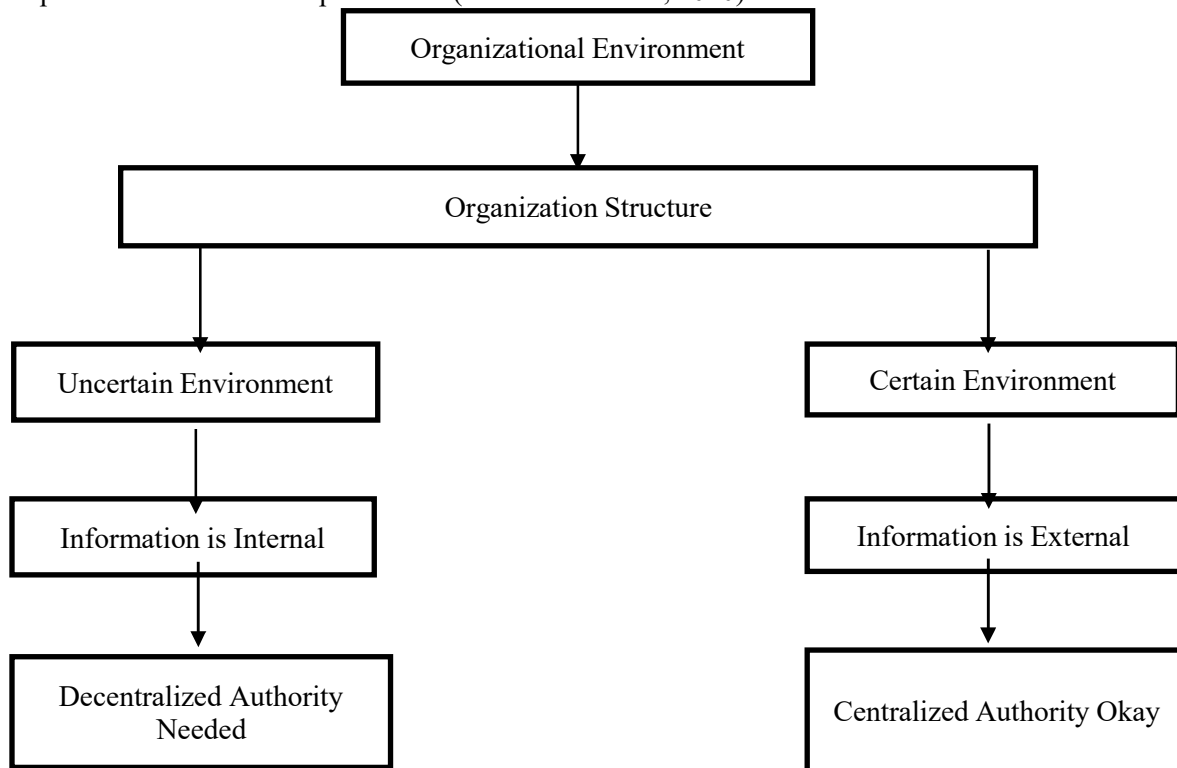 Organizational Environment
Organization Structure
Uncertain Environment
Certain Environment
Information is Internal
Information is External
Decentralized Authority
Needed
Centralized Authority Okay